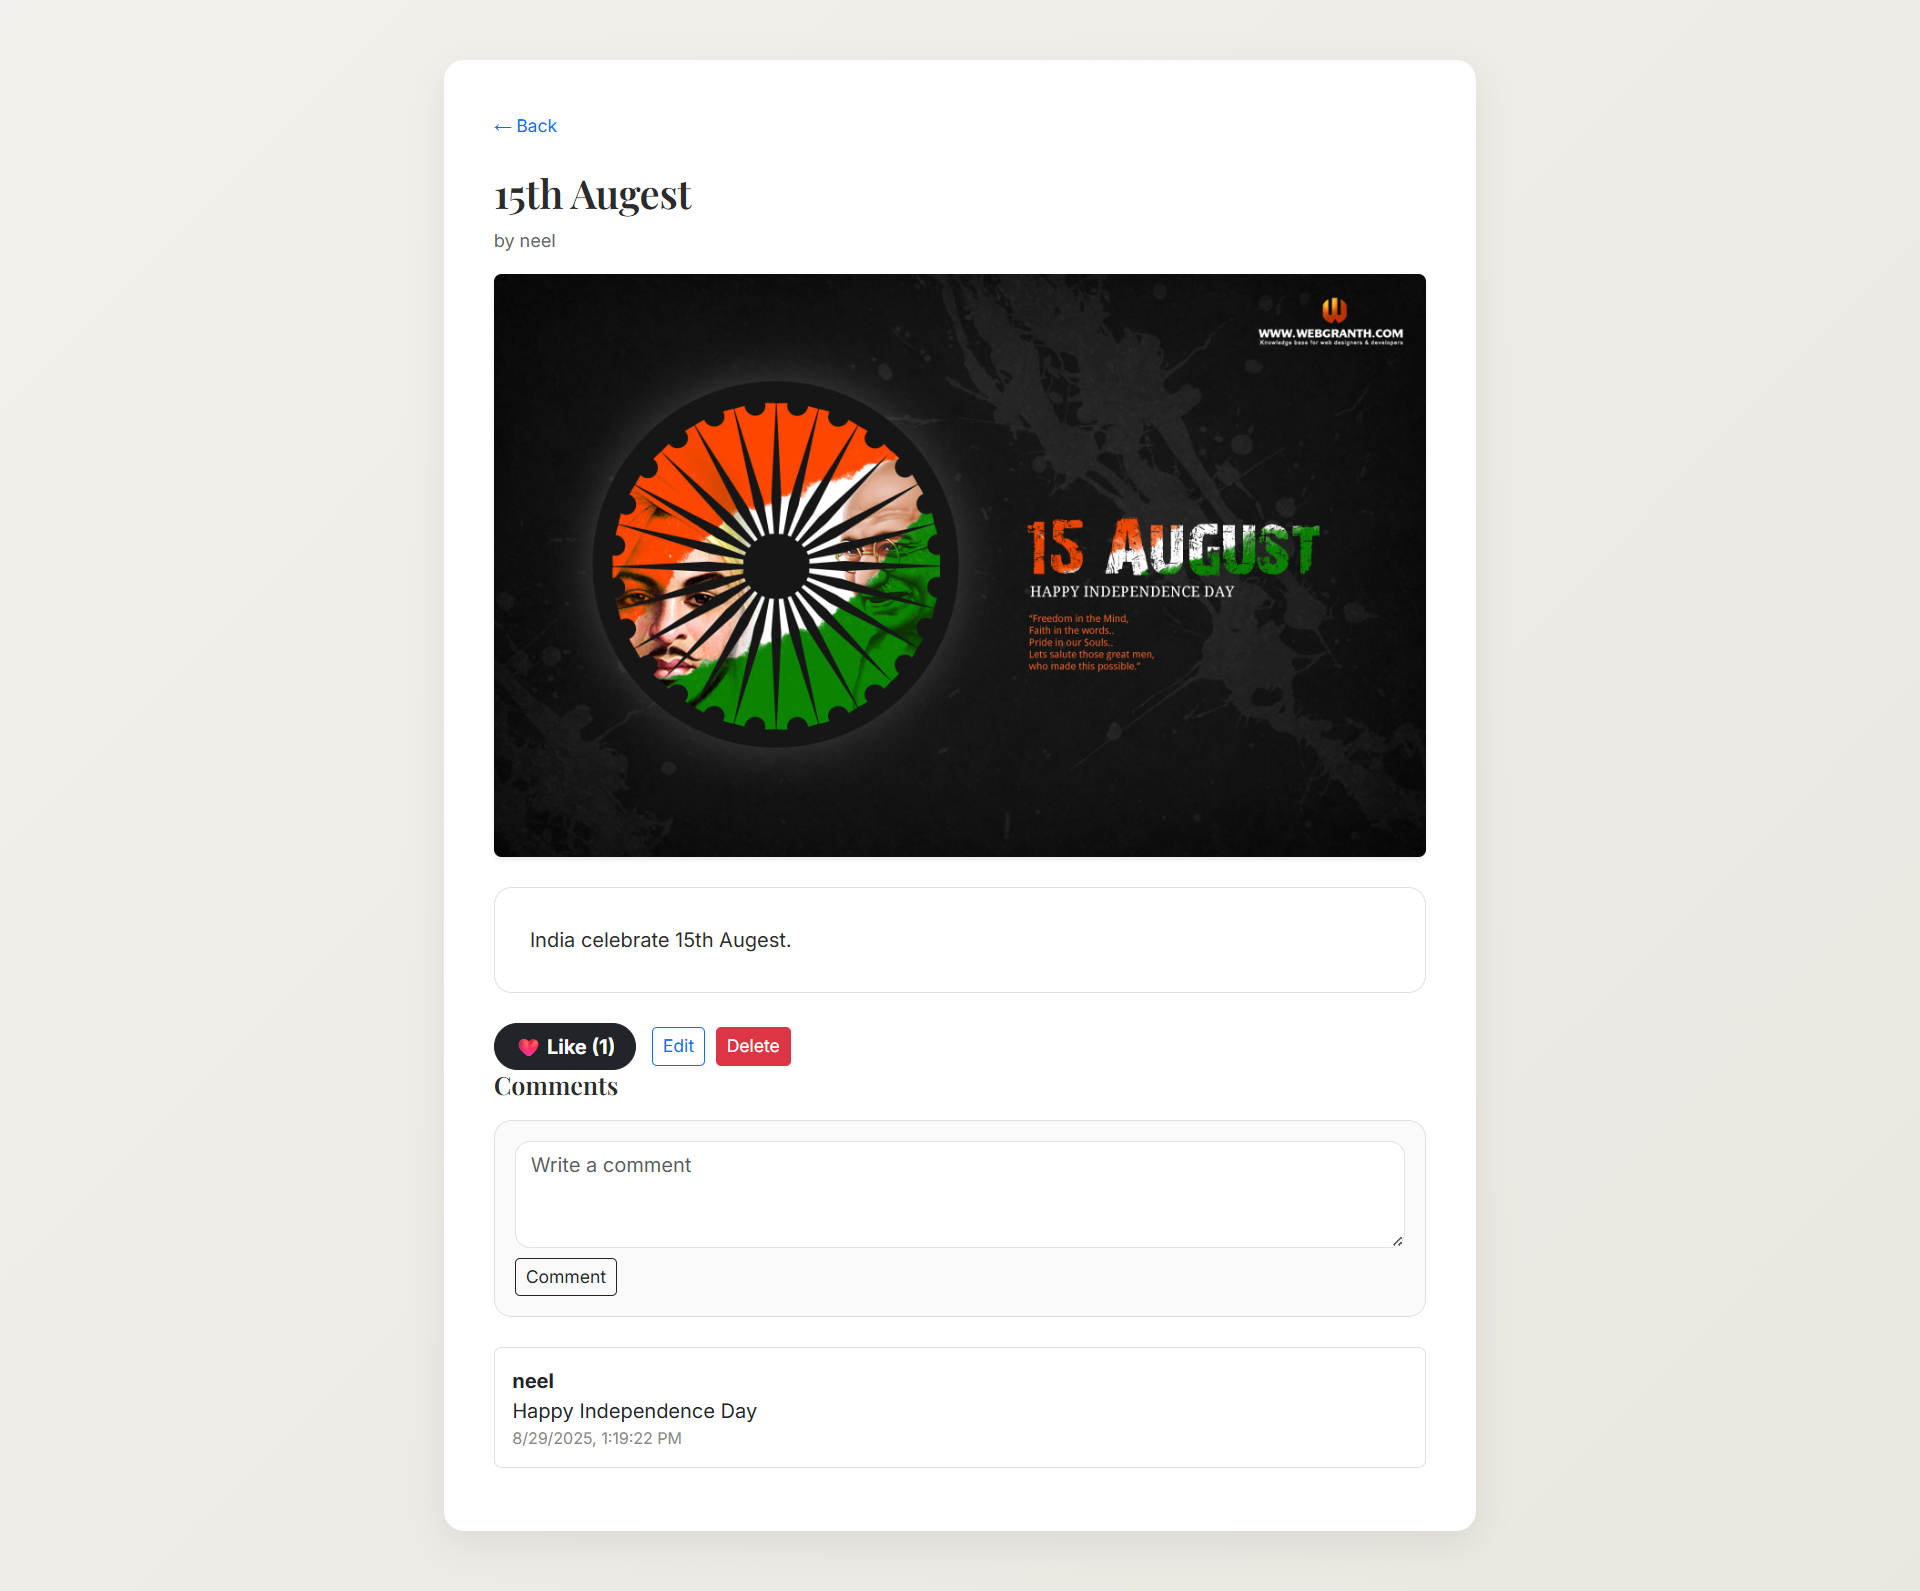 ← Back
15th Augest
by neel
WWW.WEBGRANTH.COM
Knowledge base for web designers & developers
15 AUGUST
HAPPY INDEPENDENCE DAY
“Freedom in the Mind,
Faith in the words..
Pride in our Souls..
Lets salute those great men,
who made this possible.”
India celebrate 15th Augest.
Like (1)
Edit
Delete
Comments
Write a comment
Comment
neel
Happy Independence Day
8/29/2025, 1:19:22 PM